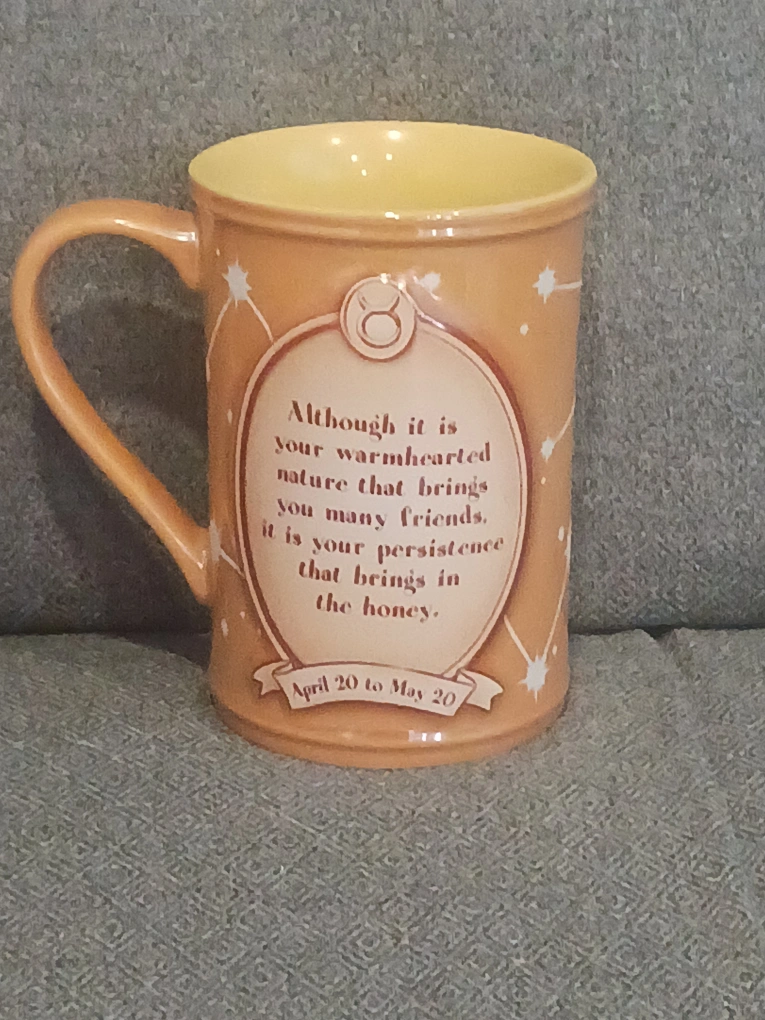 Although it is
your warmhearted
nature that brings
you many friends,
it is your persistence
that brings in
the honey.
April 20 to May 20